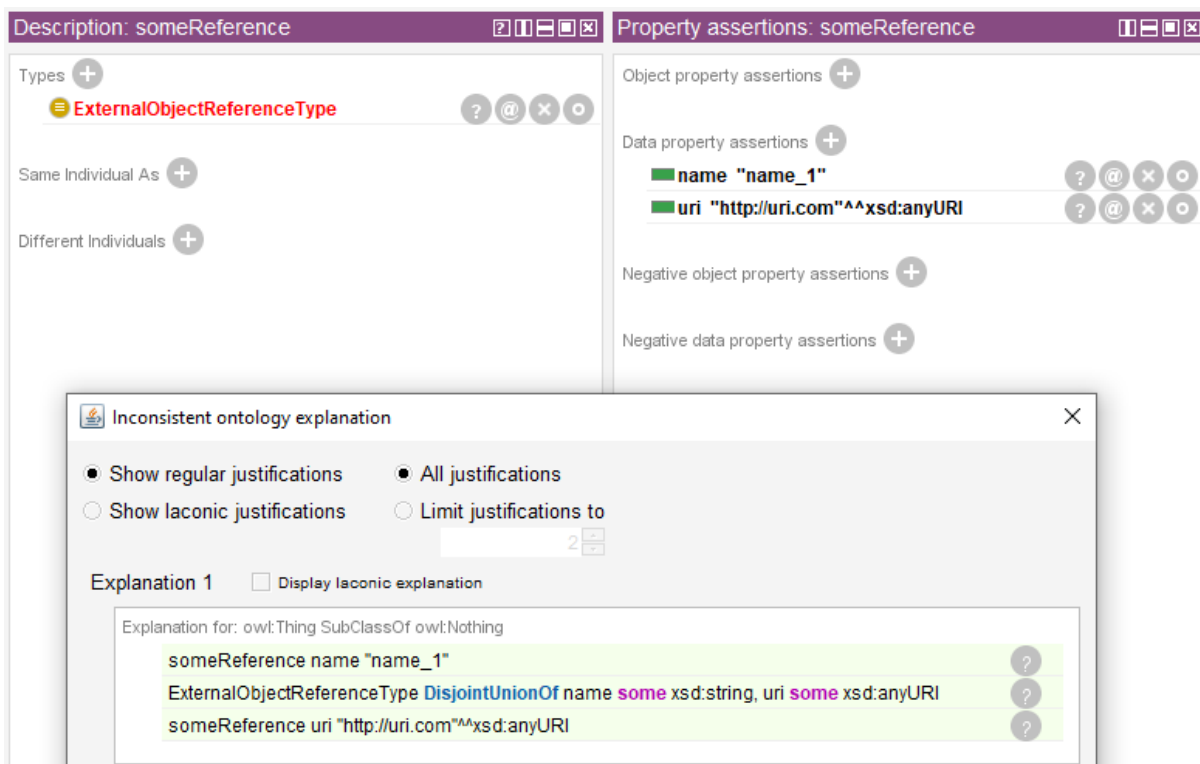 Description: someReference
Property assertions: someReference
Types
ExternalObjectReferenceType
Same Individual As
Different Individuals
Object property assertions
Data property assertions
name "name_1"
uri "http://uri.com"^^xsd:anyURI
Negative object property assertions
Negative data property assertions
Inconsistent ontology explanation
Show regular justifications
All justifications
Show laconic justifications
Limit justifications to
2
Explanation 1
Display laconic explanation
Explanation for: owl:Thing SubClassOf owl:Nothing
someReference name "name_1"
ExternalObjectReferenceType DisjointUnionOf name some xsd:string, uri some xsd:anyURI
someReference uri "http://uri.com"^^xsd:anyURI